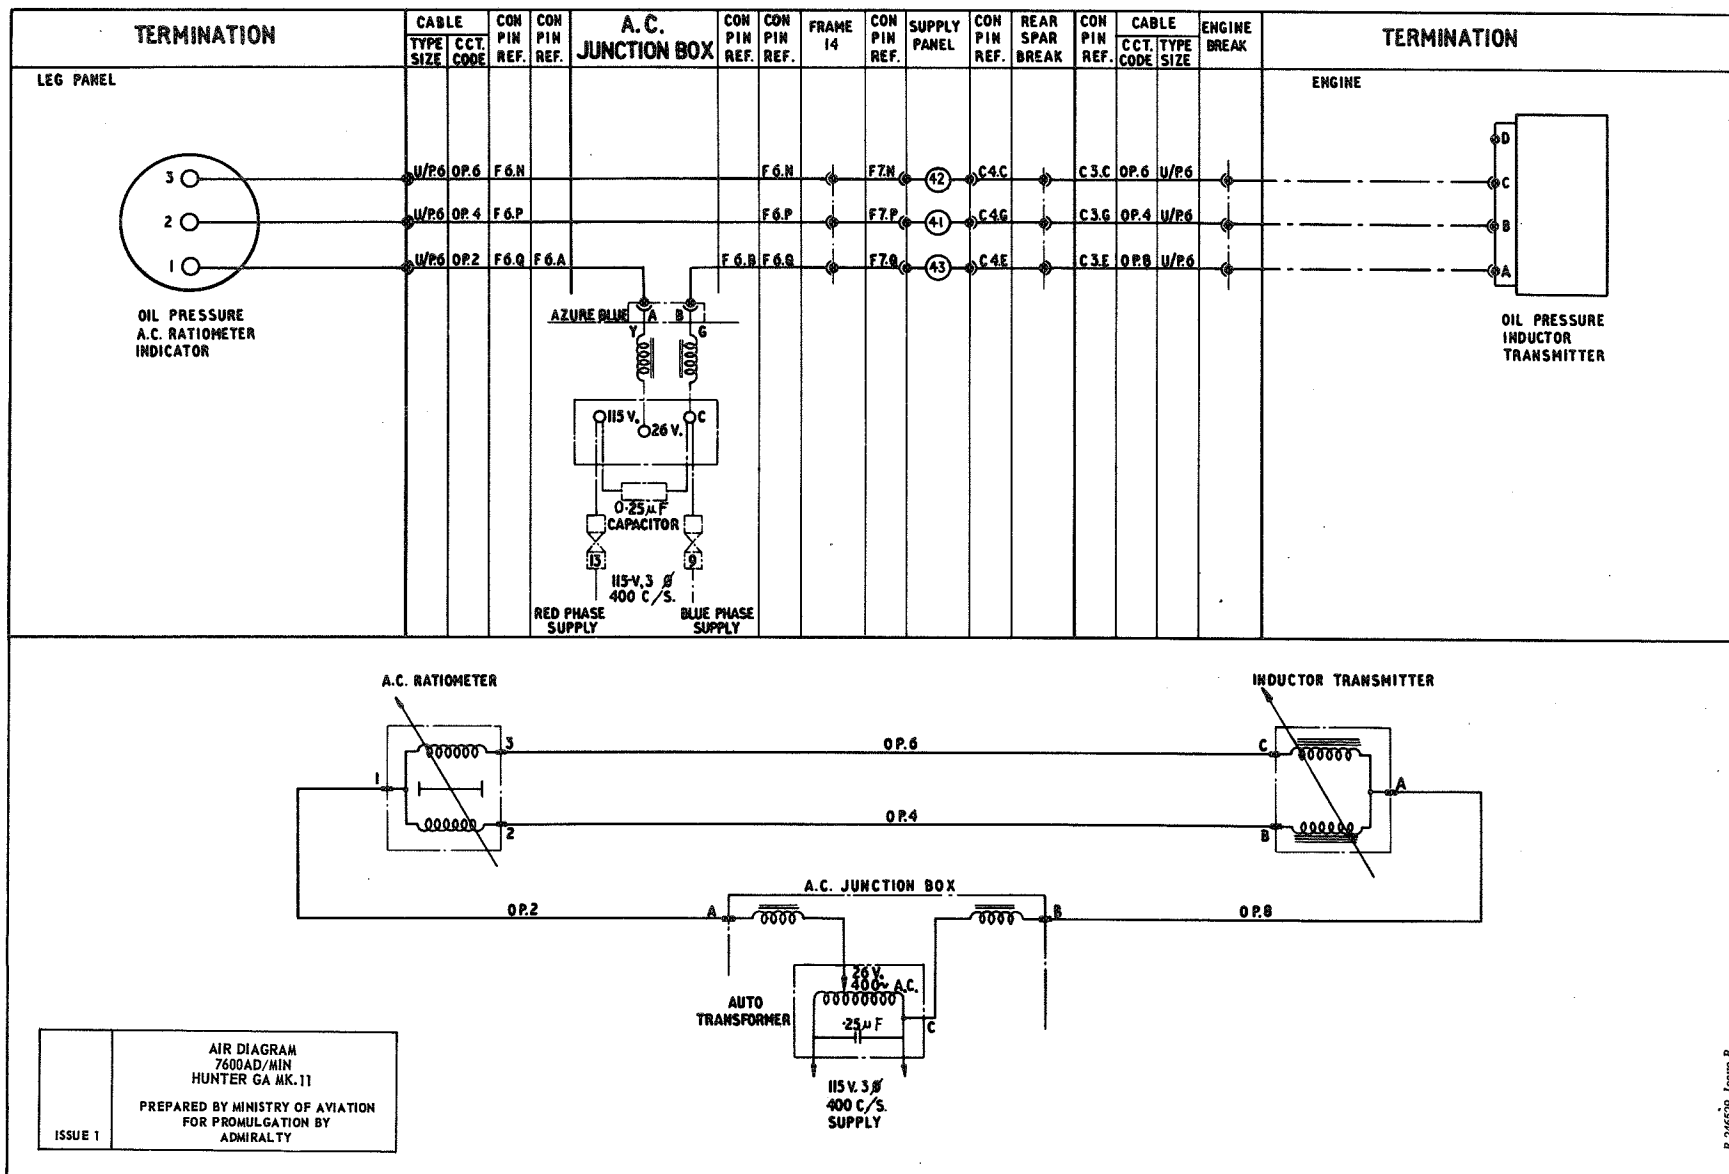 TERMINATION
CABLE
TYPE SIZE
CCT. CODE
CON PIN REF.
CON PIN REF.
A.C. JUNCTION BOX
CON PIN REF.
CON PIN REF.
FRAME 14
CON PIN REF.
SUPPLY PANEL
CON PIN REF.
REAR SPAR BREAK
CON PIN REF.
CABLE
CCT. CODE
TYPE SIZE
ENGINE BREAK
TERMINATION
LEG PANEL
ENGINE
D
3 U/P.6 OP.6 F6.N F6.N F7.N 42 C4.C C3.C OP.6 U/P.6 C
2 U/P.6 OP.4 F6.P F6.P F7.P 41 C4.G C3.G OP.4 U/P.6 B
1 U/P.6 OP.2 F6.Q F6.A F6.B F6.Q F7.Q 43 C4.E C3.E OP.8 U/P.6 A
OIL PRESSURE
A.C. RATIOMETER
INDICATOR
AZURE BLUE A B
Y G
OIL PRESSURE
INDUCTOR
TRANSMITTER
115 V. 26 V. C
0·25µF
CAPACITOR
13 9
115·V,3 Ø
400 C/S.
RED PHASE
SUPPLY
BLUE PHASE
SUPPLY
A.C. RATIOMETER
INDUCTOR TRANSMITTER
3 OP.6 C
1 A
2 OP.4 B
A.C. JUNCTION BOX
OP.2 A B OP.8
26 V.
400~ A.C.
AUTO
TRANSFORMER
·25µF C
115 V. 3 Ø
400 C/S.
SUPPLY
AIR DIAGRAM
7600AD/MIN
HUNTER GA MK.11
PREPARED BY MINISTRY OF AVIATION
FOR PROMULGATION BY
ADMIRALTY
ISSUE 1